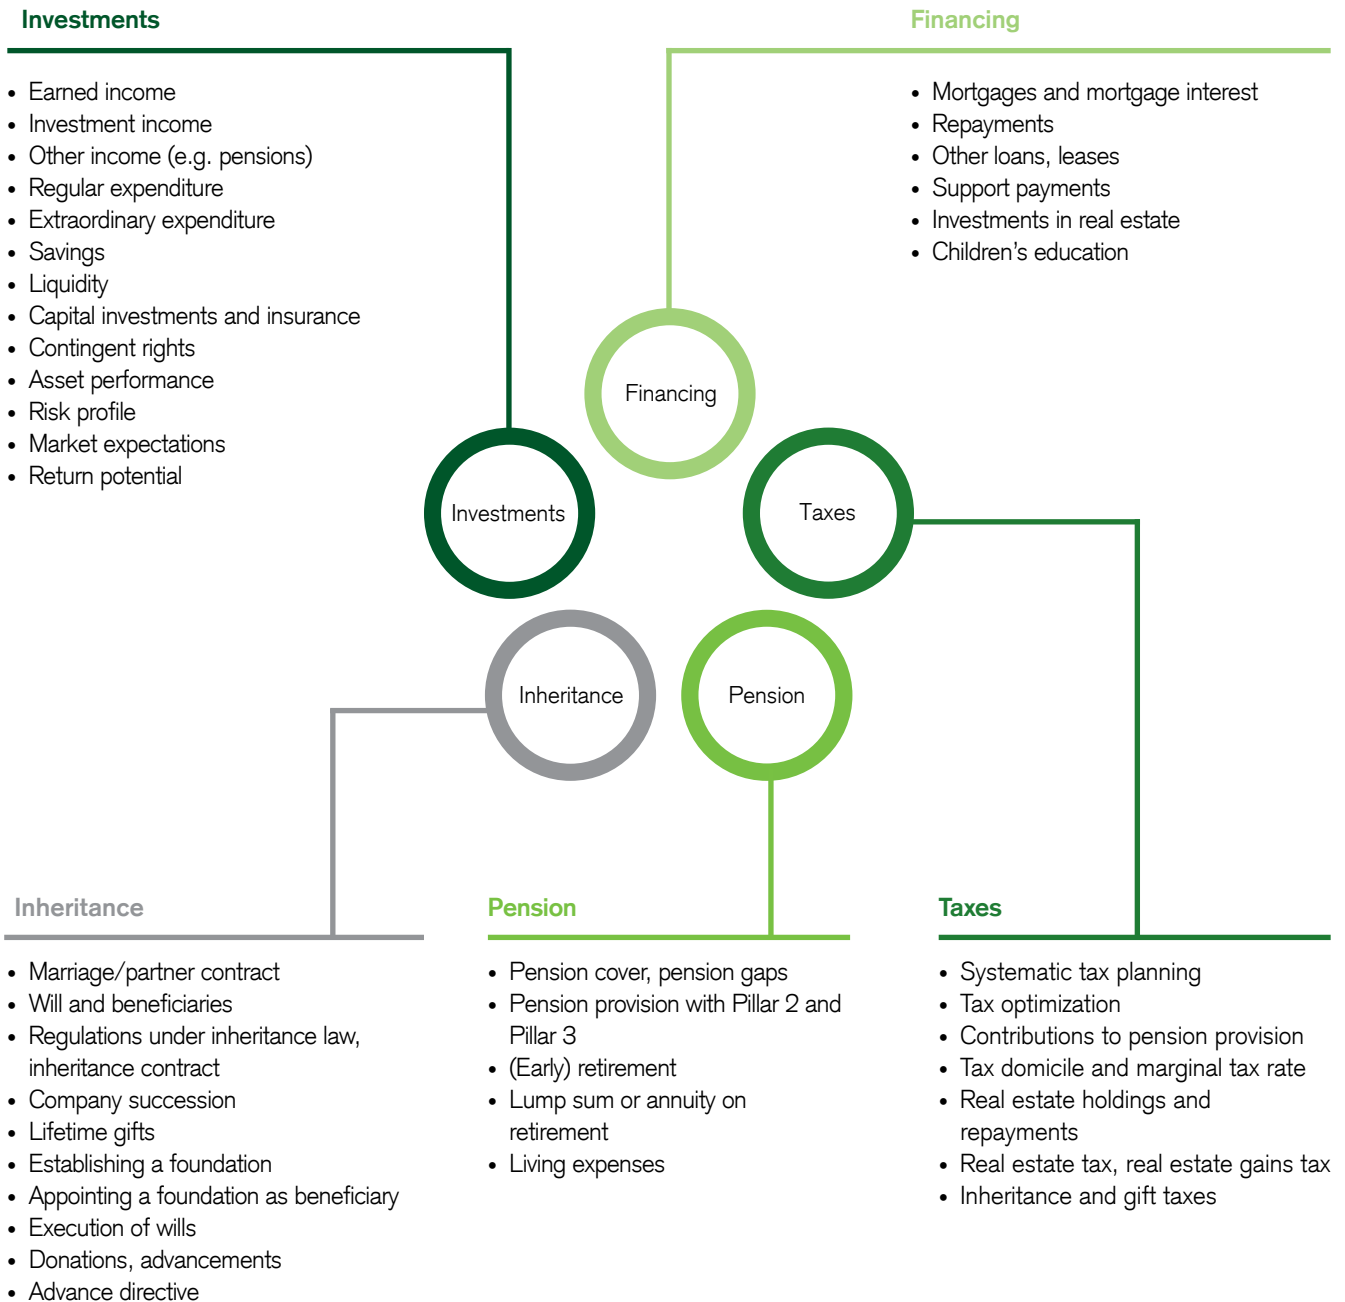 Investments
• Earned income
• Investment income
• Other income (e.g. pensions)
• Regular expenditure
• Extraordinary expenditure
• Savings
• Liquidity
• Capital investments and insurance
• Contingent rights
• Asset performance
• Risk profile
• Market expectations
• Return potential
Financing
• Mortgages and mortgage interest
• Repayments
• Other loans, leases
• Support payments
• Investments in real estate
• Children’s education
Financing
Investments
Taxes
Inheritance
Pension
Inheritance
• Marriage/partner contract
• Will and beneficiaries
• Regulations under inheritance law,
inheritance contract
• Company succession
• Lifetime gifts
• Establishing a foundation
• Appointing a foundation as beneficiary
• Execution of wills
• Donations, advancements
• Advance directive
Pension
• Pension cover, pension gaps
• Pension provision with Pillar 2 and
Pillar 3
• (Early) retirement
• Lump sum or annuity on
retirement
• Living expenses
Taxes
• Systematic tax planning
• Tax optimization
• Contributions to pension provision
• Tax domicile and marginal tax rate
• Real estate holdings and
repayments
• Real estate tax, real estate gains tax
• Inheritance and gift taxes